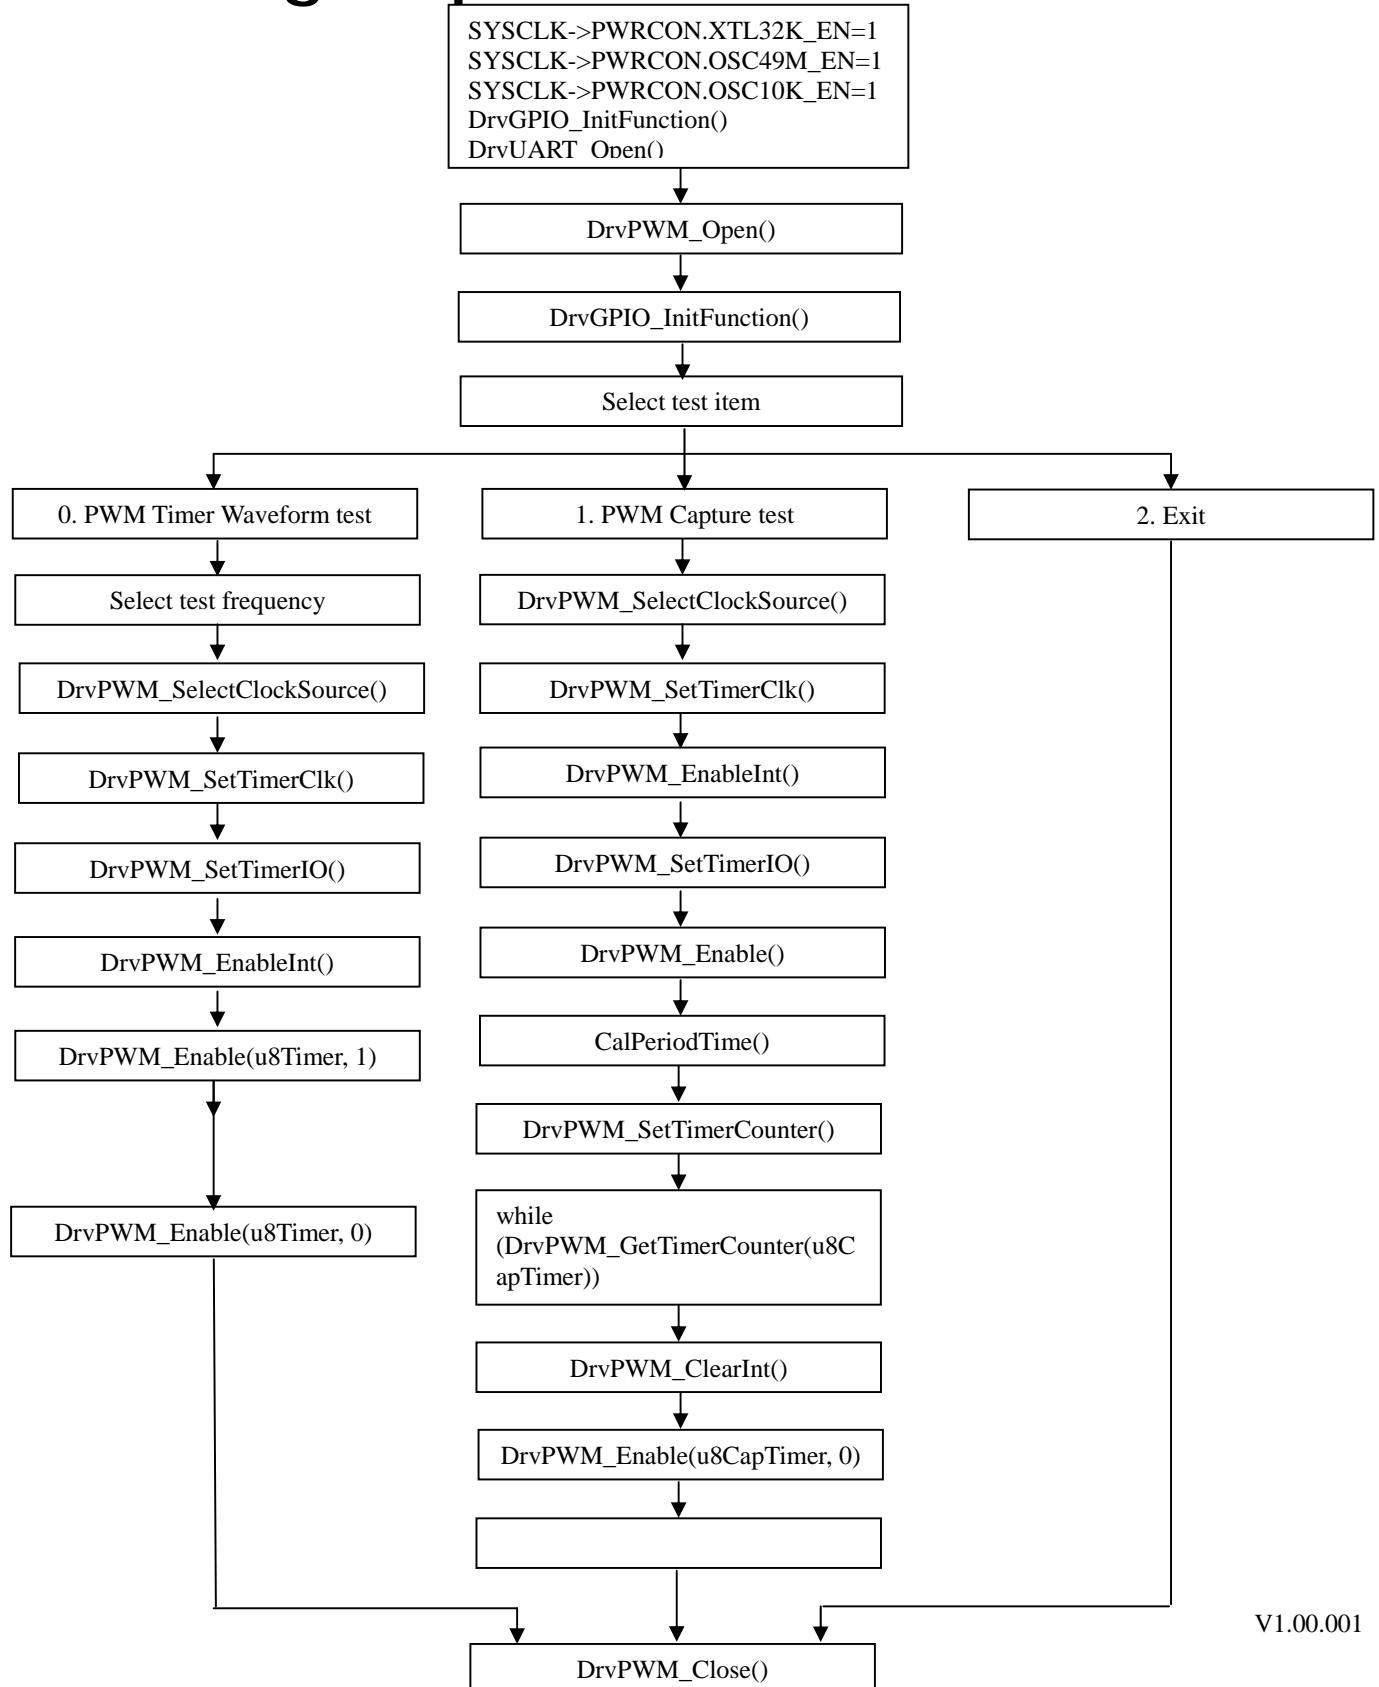 SYSCLK->PWRCON.XTL32K_EN=1
SYSCLK->PWRCON.OSC49M_EN=1
SYSCLK->PWRCON.OSC10K_EN=1
DrvGPIO_InitFunction()
DrvUART_Open()
DrvPWM_Open()
DrvGPIO_InitFunction()
Select test item
0. PWM Timer Waveform test
Select test frequency
DrvPWM_SelectClockSource()
DrvPWM_SetTimerClk()
DrvPWM_SetTimerIO()
DrvPWM_EnableInt()
DrvPWM_Enable(u8Timer, 1)
DrvPWM_Enable(u8Timer, 0)
1. PWM Capture test
DrvPWM_SelectClockSource()
DrvPWM_SetTimerClk()
DrvPWM_EnableInt()
DrvPWM_SetTimerIO()
DrvPWM_Enable()
CalPeriodTime()
DrvPWM_SetTimerCounter()
while
(DrvPWM_GetTimerCounter(u8C
apTimer))
DrvPWM_ClearInt()
DrvPWM_Enable(u8CapTimer, 0)
2. Exit
DrvPWM_Close()
V1.00.001